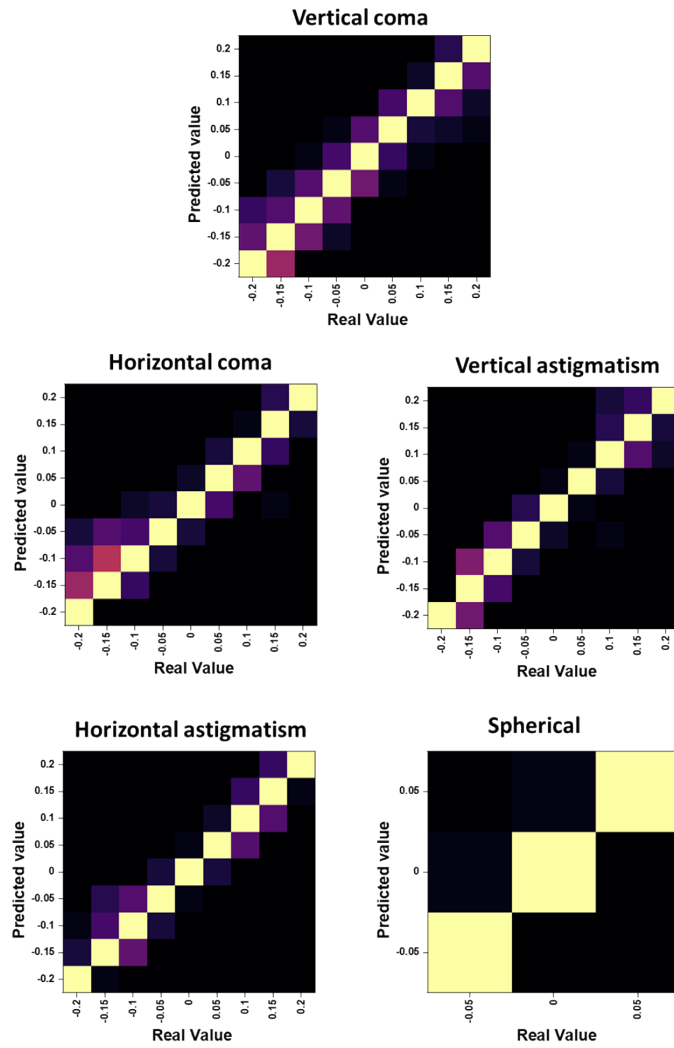 Vertical coma
0.2
0.15
0.1
0.05
0
-0.05
-0.1
-0.15
-0.2
Predicted value
-0.2 -0.15 -0.1 -0.05 0 0.05 0.1 0.15 0.2
Real Value
Horizontal coma
0.2
0.15
0.1
0.05
0
-0.05
-0.1
-0.15
-0.2
Predicted value
-0.2 -0.15 -0.1 -0.05 0 0.05 0.1 0.15 0.2
Real Value
Vertical astigmatism
0.2
0.15
0.1
0.05
0
-0.05
-0.1
-0.15
-0.2
Predicted value
-0.2 -0.15 -0.1 -0.05 0 0.05 0.1 0.15 0.2
Real Value
Horizontal astigmatism
0.2
0.15
0.1
0.05
0
-0.05
-0.1
-0.15
-0.2
Predicted value
-0.2 -0.15 -0.1 -0.05 0 0.05 0.1 0.15 0.2
Real Value
Spherical
0.05
0
-0.05
Predicted value
-0.05 0 0.05
Real Value